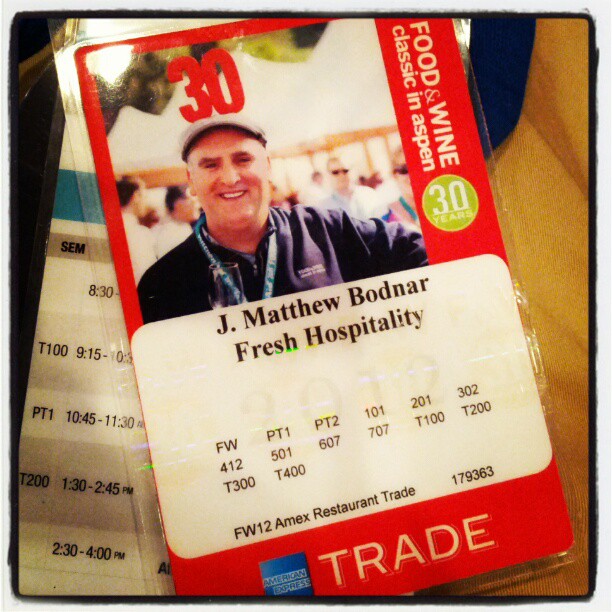 30
FOOD & WINE
classic in aspen
30
YEARS
J. Matthew Bodnar
Fresh Hospitality
FW PT1 PT2 101 201 302
412 501 607 707 T100 T200
T300 T400
FW12 Amex Restaurant Trade 179363
AMERICAN
EXPRESS
TRADE
SEM
8:30-
T100 9:15-10:3
PT1 10:45-11:30
T200 1:30-2:45 PM
2:30-4:00 PM